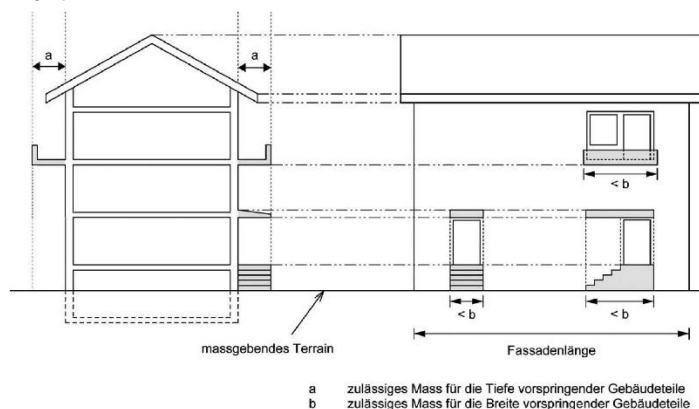 a
a
< b
< b
< b
massgebendes Terrain
Fassadenlänge
a zulässiges Mass für die Tiefe vorspringender Gebäudeteile
b zulässiges Mass für die Breite vorspringender Gebäudeteile